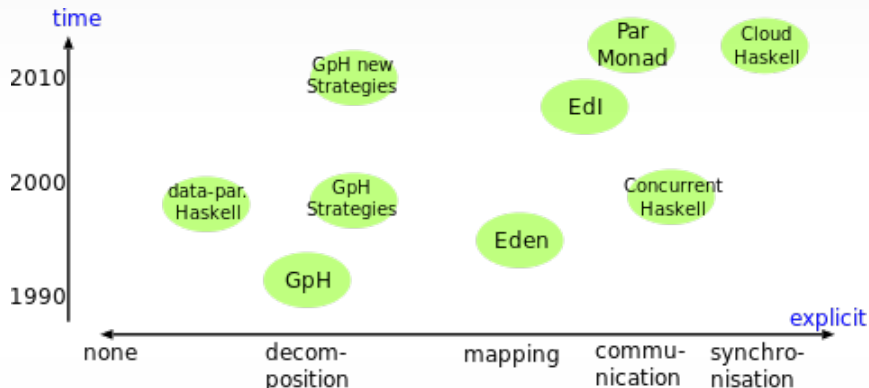 time
2010
2000
1990
GpH new
Strategies
Par
Monad
Cloud
Haskell
EdI
data-par.
Haskell
GpH
Strategies
Concurrent
Haskell
Eden
GpH
explicit
none
decom-
position
mapping
commu-
nication
synchro-
nisation